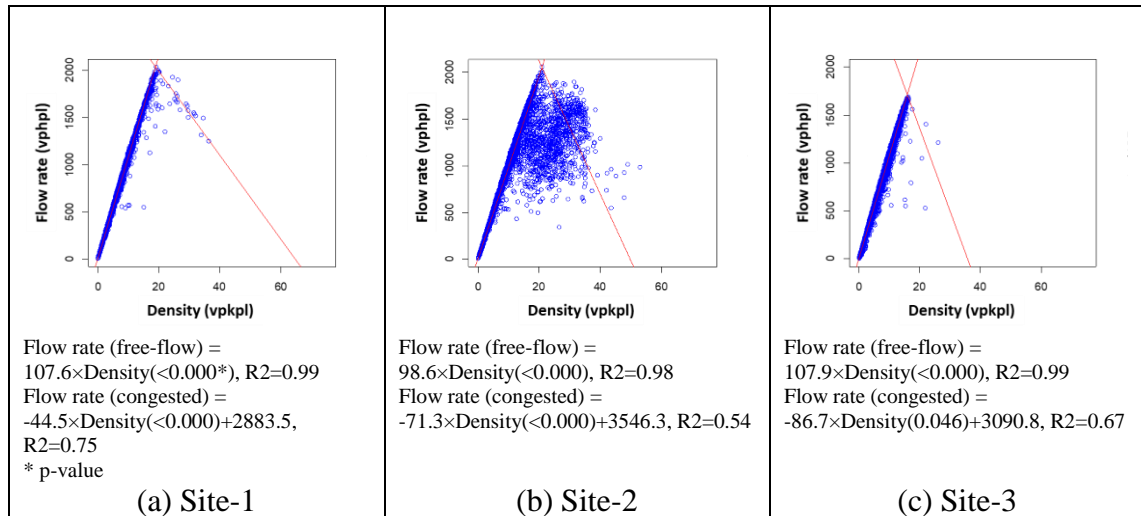 2000
1500
1000
500
0
Flow rate (vphpl)
0 20 40 60
Density (vpkpl)
Flow rate (free-flow) =
107.6×Density(<0.000*), R2=0.99
Flow rate (congested) =
-44.5×Density(<0.000)+2883.5,
R2=0.75
* p-value
(a) Site-1
2000
1500
1000
500
0
Flow rate (vphpl)
0 20 40 60
Density (vpkpl)
Flow rate (free-flow) =
98.6×Density(<0.000), R2=0.98
Flow rate (congested) =
-71.3×Density(<0.000)+3546.3, R2=0.54
(b) Site-2
2000
1500
1000
500
0
Flow rate (vphpl)
0 20 40 60
Density (vpkpl)
Flow rate (free-flow) =
107.9×Density(<0.000), R2=0.99
Flow rate (congested) =
-86.7×Density(0.046)+3090.8, R2=0.67
(c) Site-3